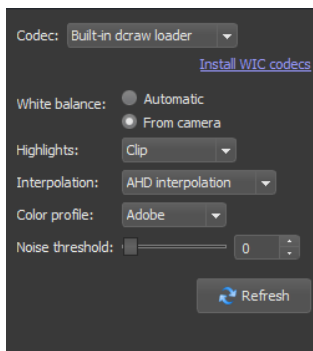 Codec: Built-in dcraw loader
Install WIC codecs
White balance: Automatic
From camera
Highlights: Clip
Interpolation: AHD interpolation
Color profile: Adobe
Noise threshold: 0
Refresh